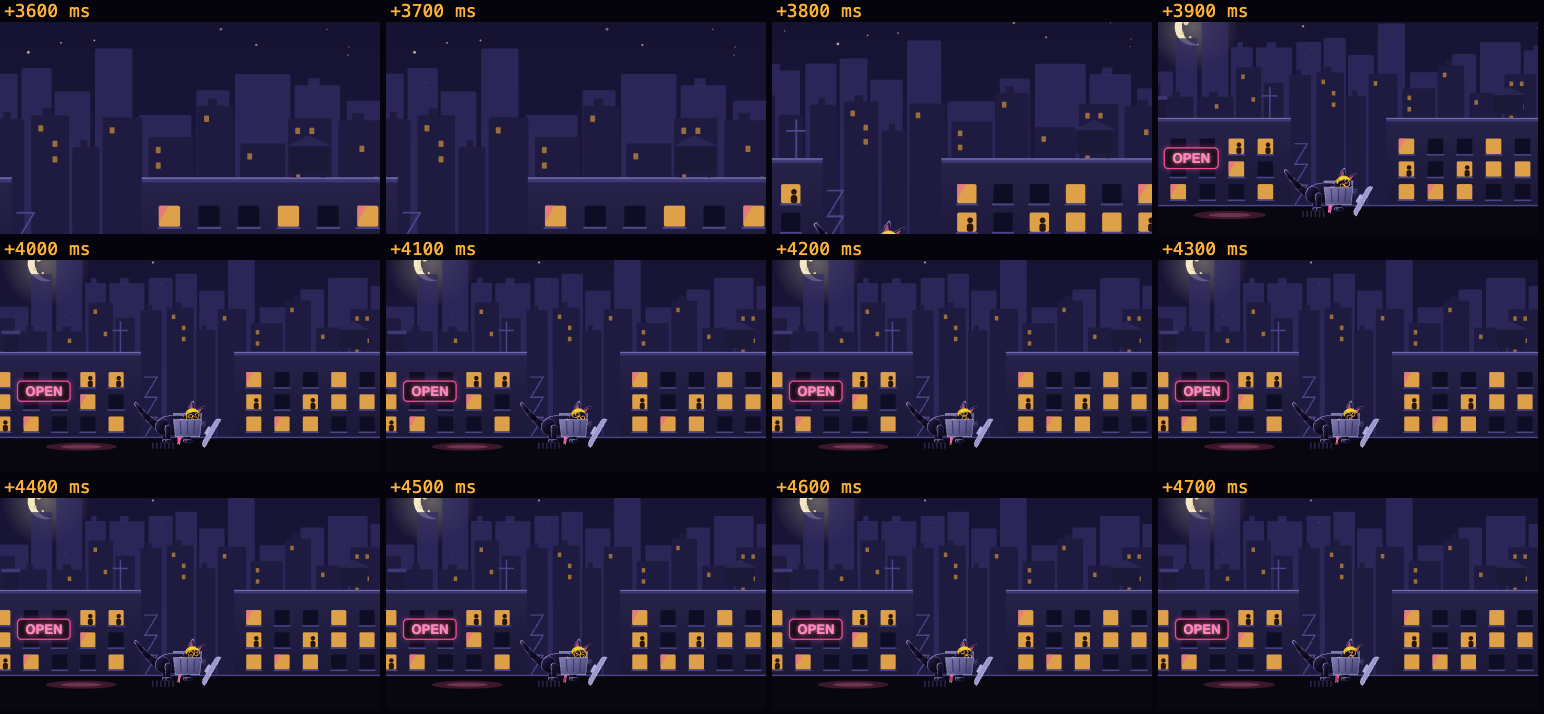 +3600 ms
+3700 ms
+3800 ms
+3900 ms
OPEN
+4000 ms
+4100 ms
+4200 ms
+4300 ms
OPEN
OPEN
OPEN
OPEN
+4400 ms
+4500 ms
+4600 ms
+4700 ms
OPEN
OPEN
OPEN
OPEN